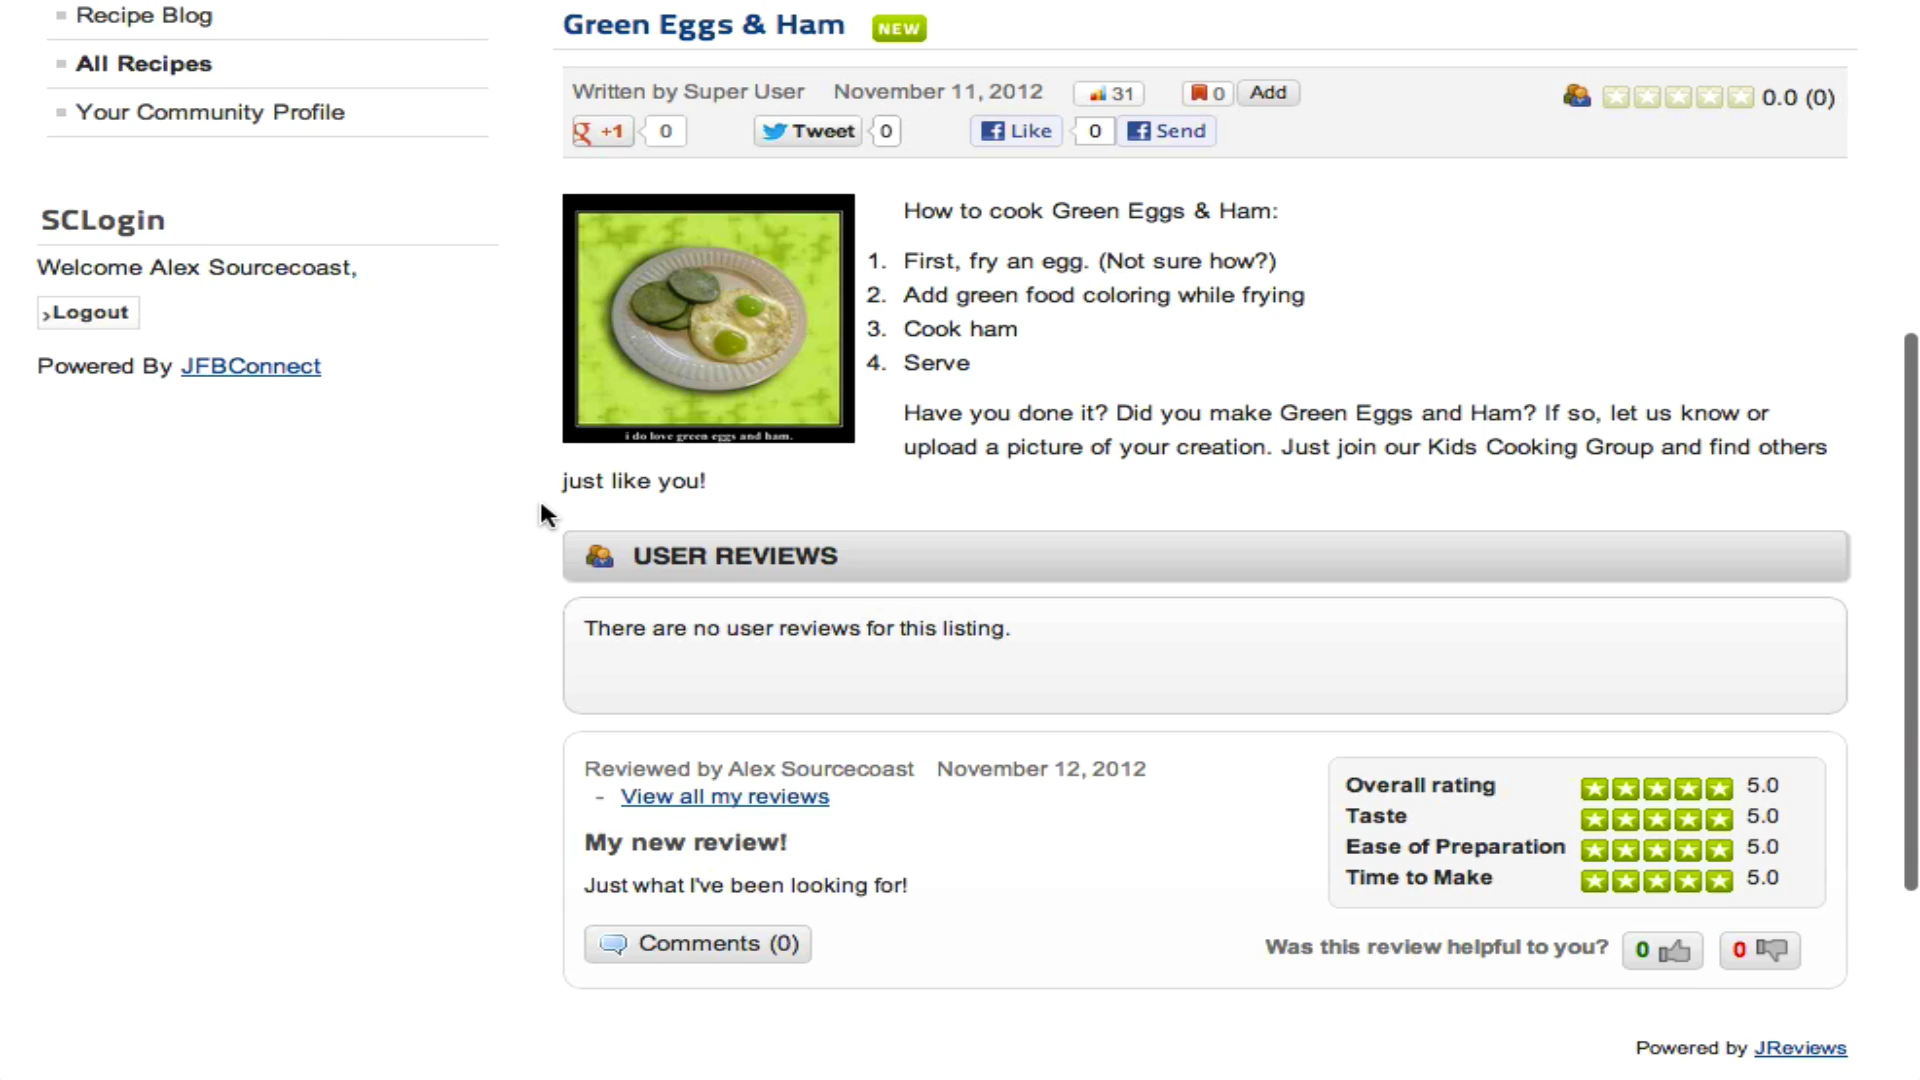 Recipe Blog
All Recipes
Your Community Profile
SCLogin
Welcome Alex Sourcecoast,
›Logout
Powered By JFBConnect
Green Eggs & Ham NEW
Written by Super User November 11, 2012 31 0 Add 0.0 (0)
+1 0 Tweet 0 Like 0 Send
i do love green eggs and ham.
How to cook Green Eggs & Ham:
1. First, fry an egg. (Not sure how?)
2. Add green food coloring while frying
3. Cook ham
4. Serve
Have you done it? Did you make Green Eggs and Ham? If so, let us know or
upload a picture of your creation. Just join our Kids Cooking Group and find others
just like you!
USER REVIEWS
There are no user reviews for this listing.
Reviewed by Alex Sourcecoast November 12, 2012
- View all my reviews
My new review!
Just what I've been looking for!
Overall rating 5.0
Taste 5.0
Ease of Preparation 5.0
Time to Make 5.0
Comments (0)
Was this review helpful to you? 0 0
Powered by JReviews